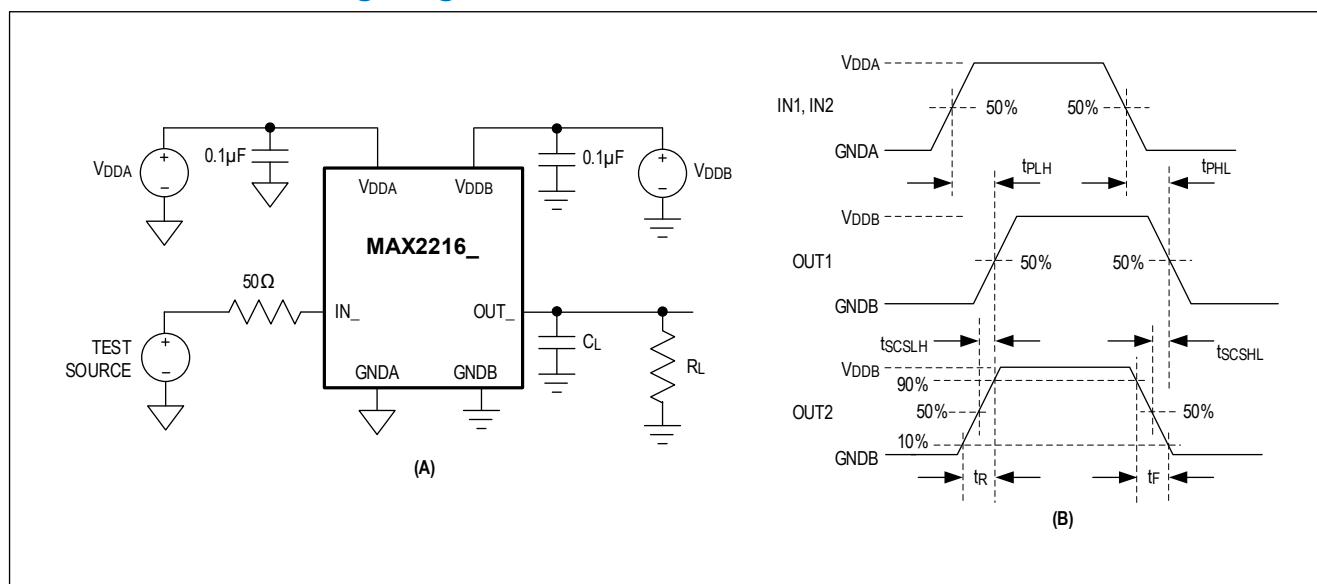 VDDA
0.1µF
0.1µF
VDDB
VDDA
VDDB
MAX2216_
50Ω
IN_
OUT_
TEST
SOURCE
GNDA
GNDB
CL
RL
(A)
VDDA
IN1, IN2
50%
50%
GNDA
tPLH
tPHL
VDDB
OUT1
50%
50%
GNDB
tSCSLH
tSCSHL
VDDB
90%
OUT2
50%
50%
10%
GNDB
tR
tF
(B)